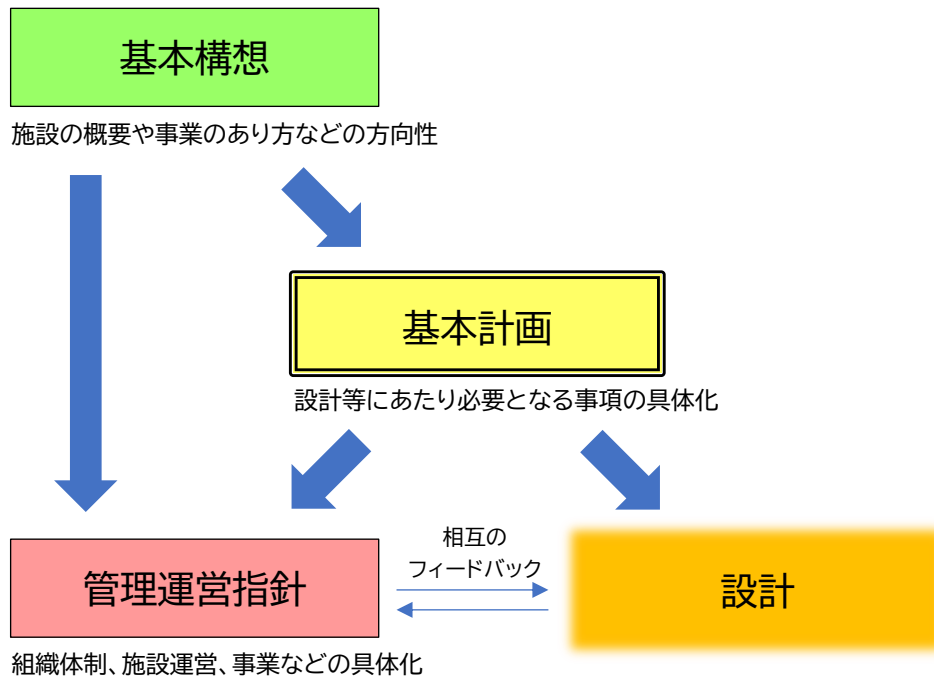 基本構想
施設の概要や事業のあり方などの方向性
基本計画
設計等にあたり必要となる事項の具体化
相互の
フィードバック
管理運営指針
設計
組織体制、施設運営、事業などの具体化